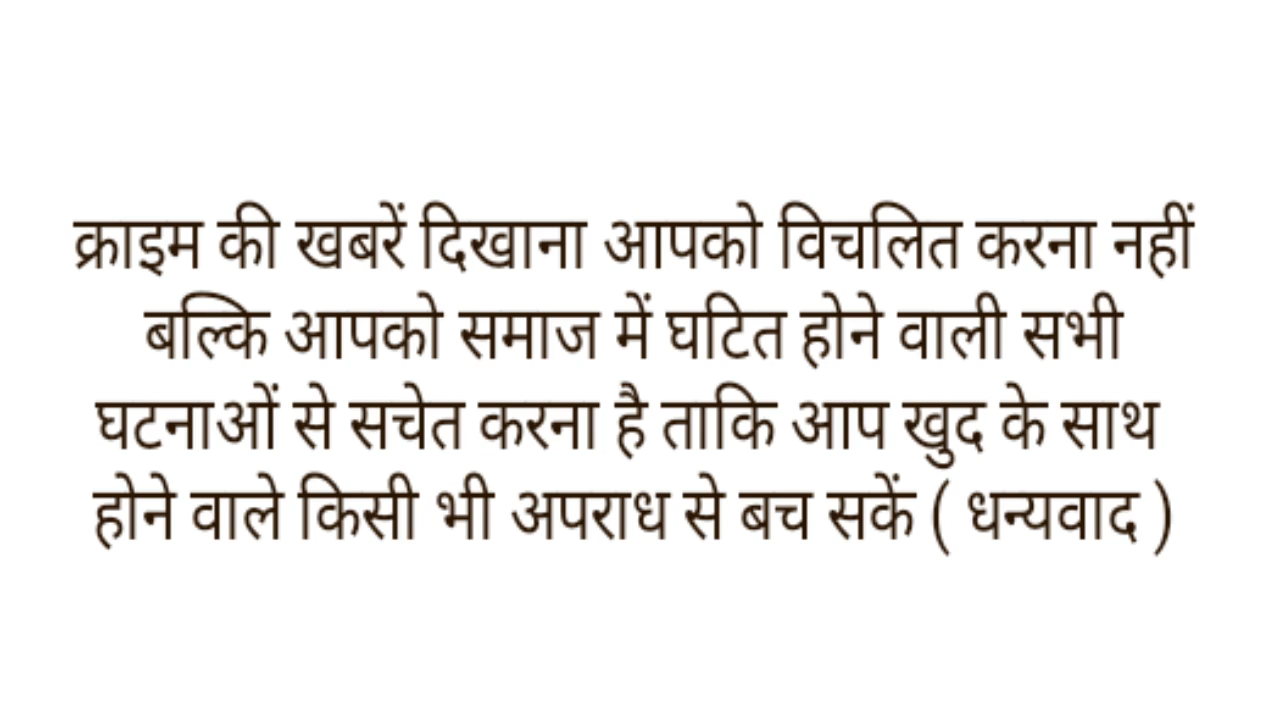 क्राइम की खबरें दिखाना आपको विचलित करना नहीं
बल्कि आपको समाज में घटित होने वाली सभी
घटनाओं से सचेत करना है ताकि आप खुद के साथ
होने वाले किसी भी अपराध से बच सकें ( धन्यवाद )